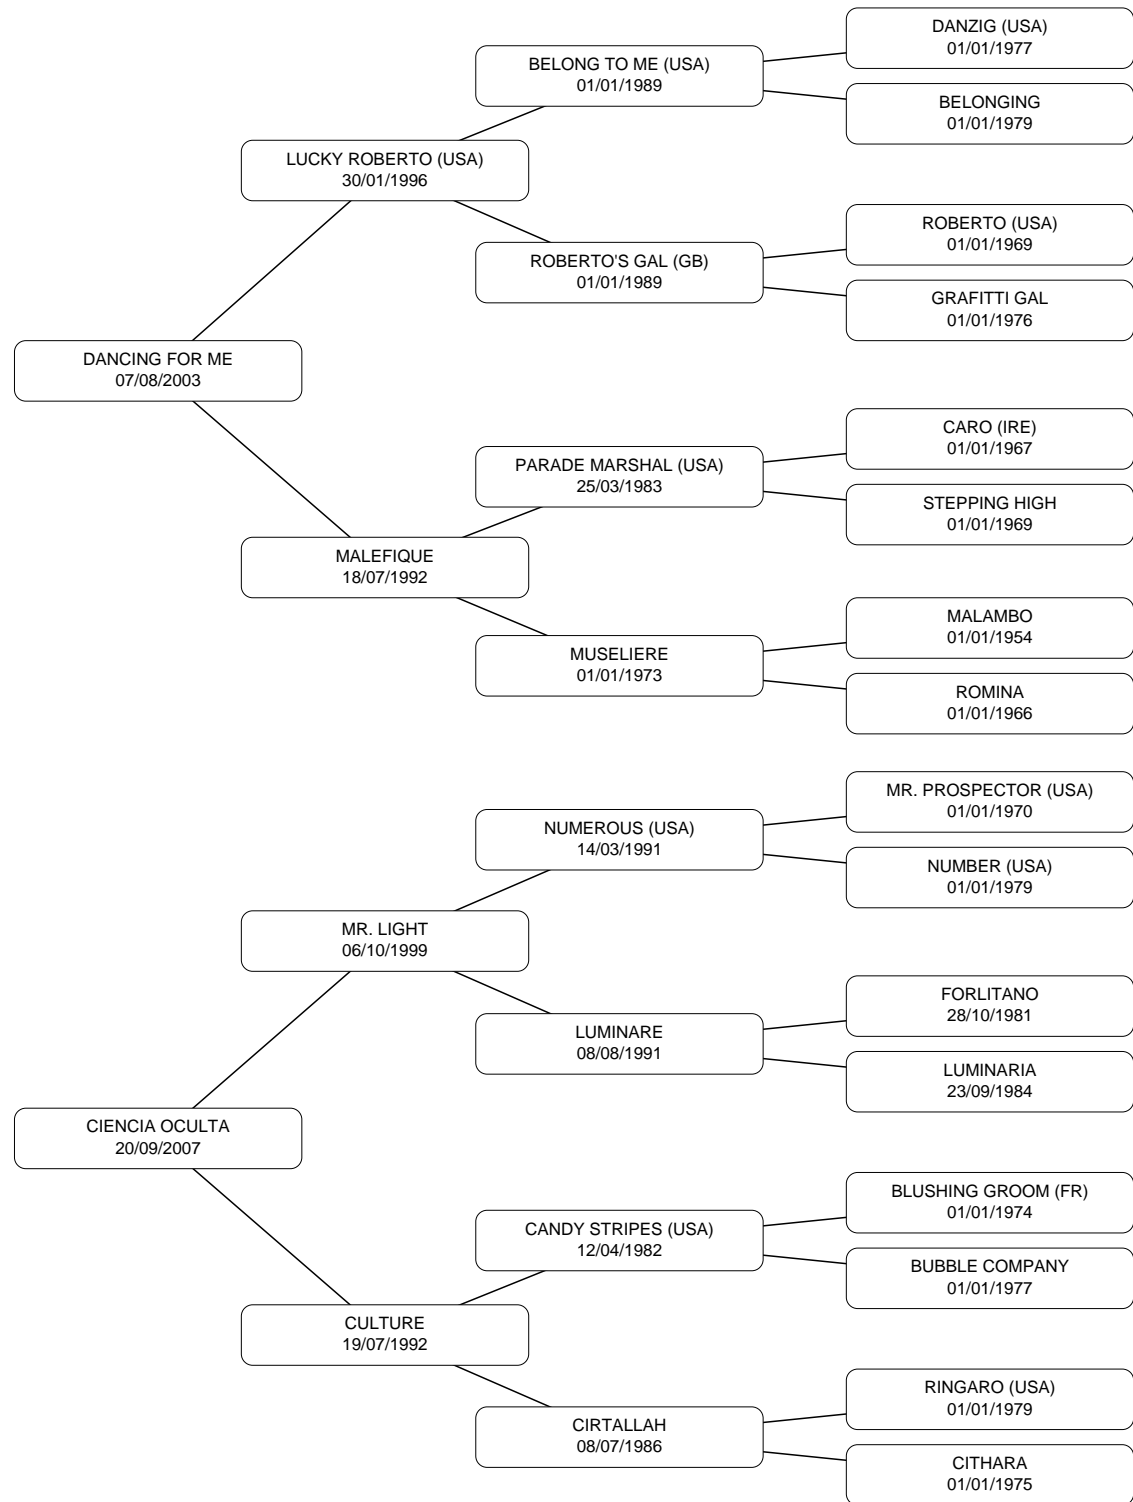 DANZIG (USA)
01/01/1977
BELONG TO ME (USA)
01/01/1989
BELONGING
01/01/1979
LUCKY ROBERTO (USA)
30/01/1996
ROBERTO (USA)
01/01/1969
ROBERTO'S GAL (GB)
01/01/1989
GRAFITTI GAL
01/01/1976
DANCING FOR ME
07/08/2003
CARO (IRE)
01/01/1967
PARADE MARSHAL (USA)
25/03/1983
STEPPING HIGH
01/01/1969
MALEFIQUE
18/07/1992
MALAMBO
01/01/1954
MUSELIERE
01/01/1973
ROMINA
01/01/1966
MR. PROSPECTOR (USA)
01/01/1970
NUMEROUS (USA)
14/03/1991
NUMBER (USA)
01/01/1979
MR. LIGHT
06/10/1999
FORLITANO
28/10/1981
LUMINARE
08/08/1991
LUMINARIA
23/09/1984
CIENCIA OCULTA
20/09/2007
BLUSHING GROOM (FR)
01/01/1974
CANDY STRIPES (USA)
12/04/1982
BUBBLE COMPANY
01/01/1977
CULTURE
19/07/1992
RINGARO (USA)
01/01/1979
CIRTALLAH
08/07/1986
CITHARA
01/01/1975